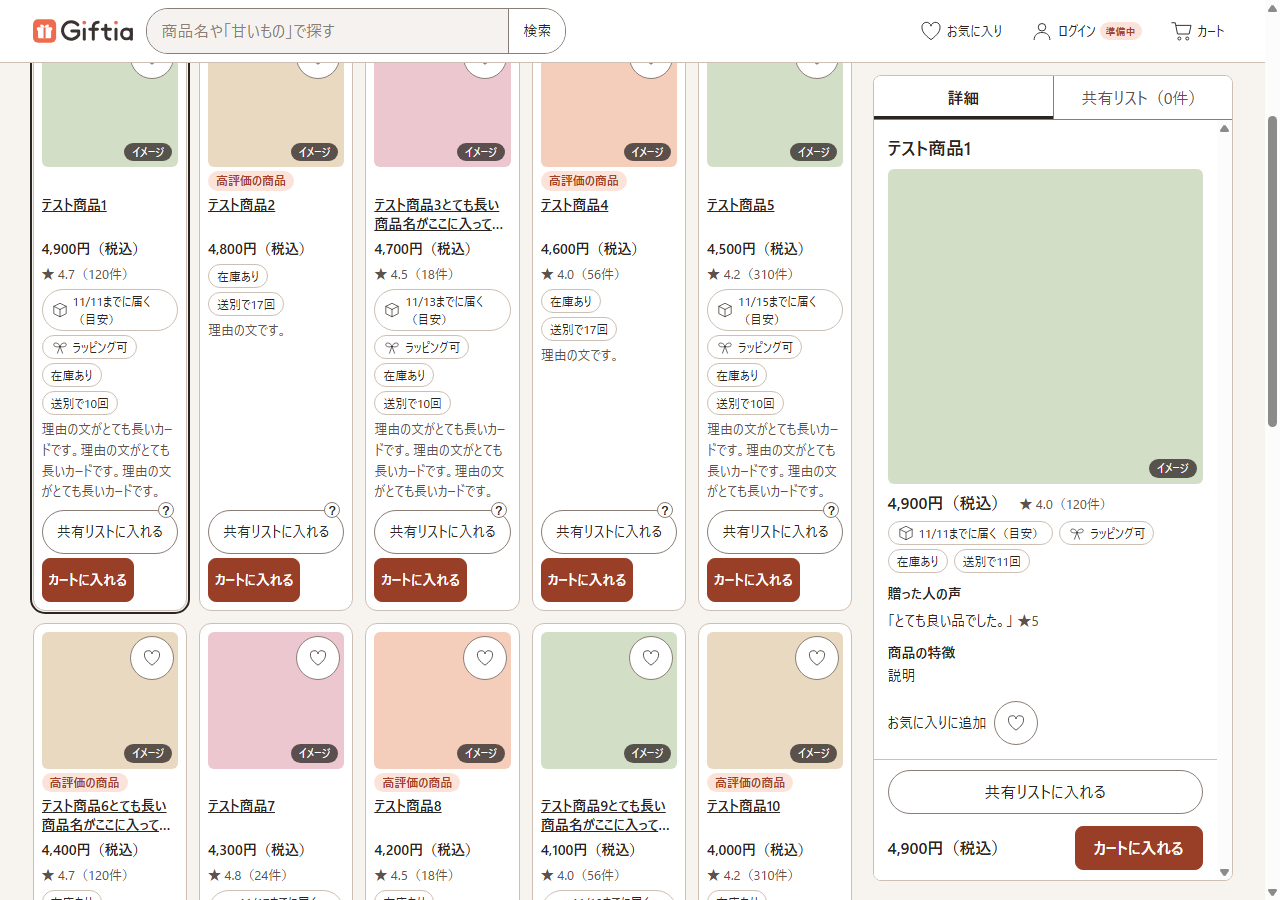 Giftia
商品名や「甘いもの」で探す
検索
お気に入り
ログイン
準備中
カート
イメージ
イメージ
イメージ
イメージ
イメージ
高評価の商品
高評価の商品
テスト商品1
テスト商品2
テスト商品3とても長い
商品名がここに入って…
テスト商品4
テスト商品5
4,900円（税込）
4,800円（税込）
4,700円（税込）
4,600円（税込）
4,500円（税込）
★ 4.7（120件）
在庫あり
★ 4.5（18件）
★ 4.0（56件）
★ 4.2（310件）
11/11までに届く
（目安）
送別で17回
理由の文です。
11/13までに届く
（目安）
在庫あり
送別で17回
理由の文です。
11/15までに届く
（目安）
ラッピング可
ラッピング可
ラッピング可
在庫あり
在庫あり
在庫あり
送別で10回
送別で10回
送別で10回
理由の文がとても長いカー
ドです。理由の文がとても
長いカードです。理由の文
がとても長いカードです。
理由の文がとても長いカー
ドです。理由の文がとても
長いカードです。理由の文
がとても長いカードです。
理由の文がとても長いカー
ドです。理由の文がとても
長いカードです。理由の文
がとても長いカードです。
?
?
?
?
?
共有リストに入れる
共有リストに入れる
共有リストに入れる
共有リストに入れる
共有リストに入れる
カートに入れる
カートに入れる
カートに入れる
カートに入れる
カートに入れる
イメージ
イメージ
イメージ
イメージ
イメージ
高評価の商品
高評価の商品
高評価の商品
テスト商品6とても長い
商品名がここに入って…
テスト商品7
テスト商品8
テスト商品9とても長い
商品名がここに入って…
テスト商品10
4,400円（税込）
4,300円（税込）
4,200円（税込）
4,100円（税込）
4,000円（税込）
★ 4.7（120件）
★ 4.8（24件）
★ 4.5（18件）
★ 4.0（56件）
★ 4.2（310件）
詳細
共有リスト（0件）
テスト商品1
イメージ
4,900円（税込）
★ 4.0（120件）
11/11までに届く（目安）
ラッピング可
在庫あり
送別で11回
贈った人の声
「とても良い品でした。」★5
商品の特徴
説明
お気に入りに追加
共有リストに入れる
4,900円（税込）
カートに入れる